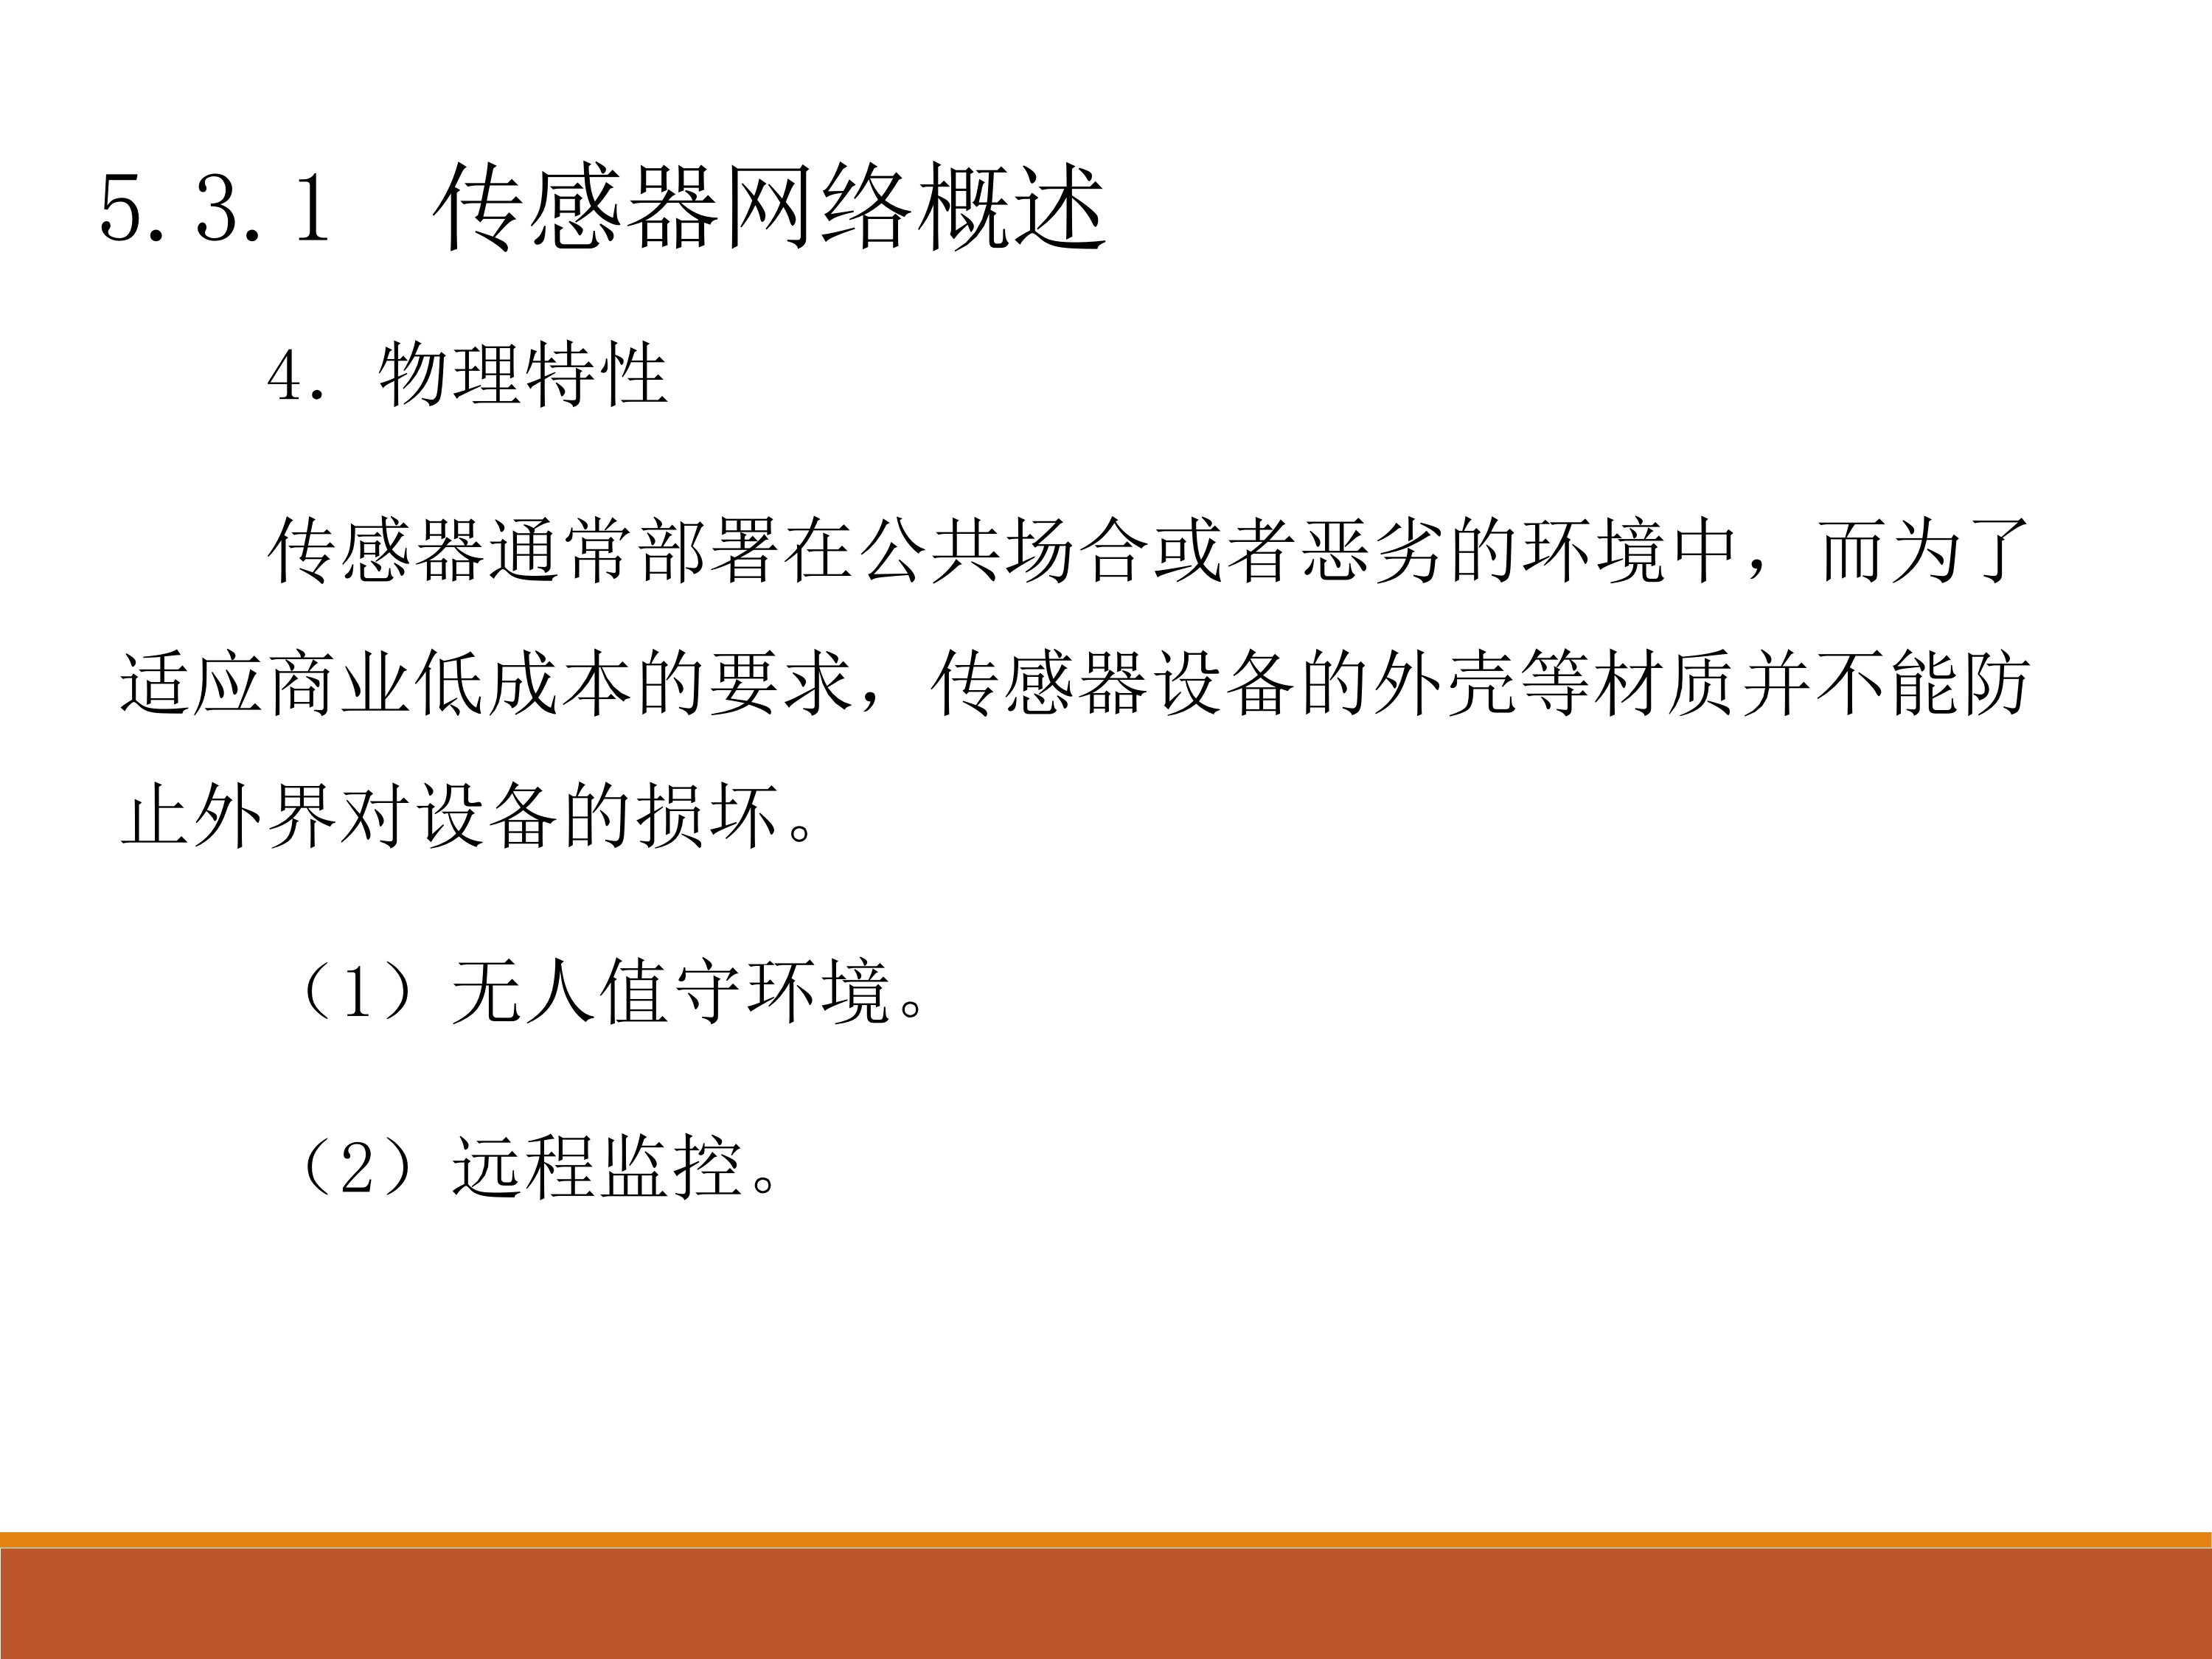 5.3.1 传感器网络概述
4. 物理特性
传感器通常部署在公共场合或者恶劣的环境中, 而为了
适应商业低成本的要求, 传感器设备的外壳等材质并不能防
止外界对设备的损坏。
（1）无人值守环境。
（2）远程监控。